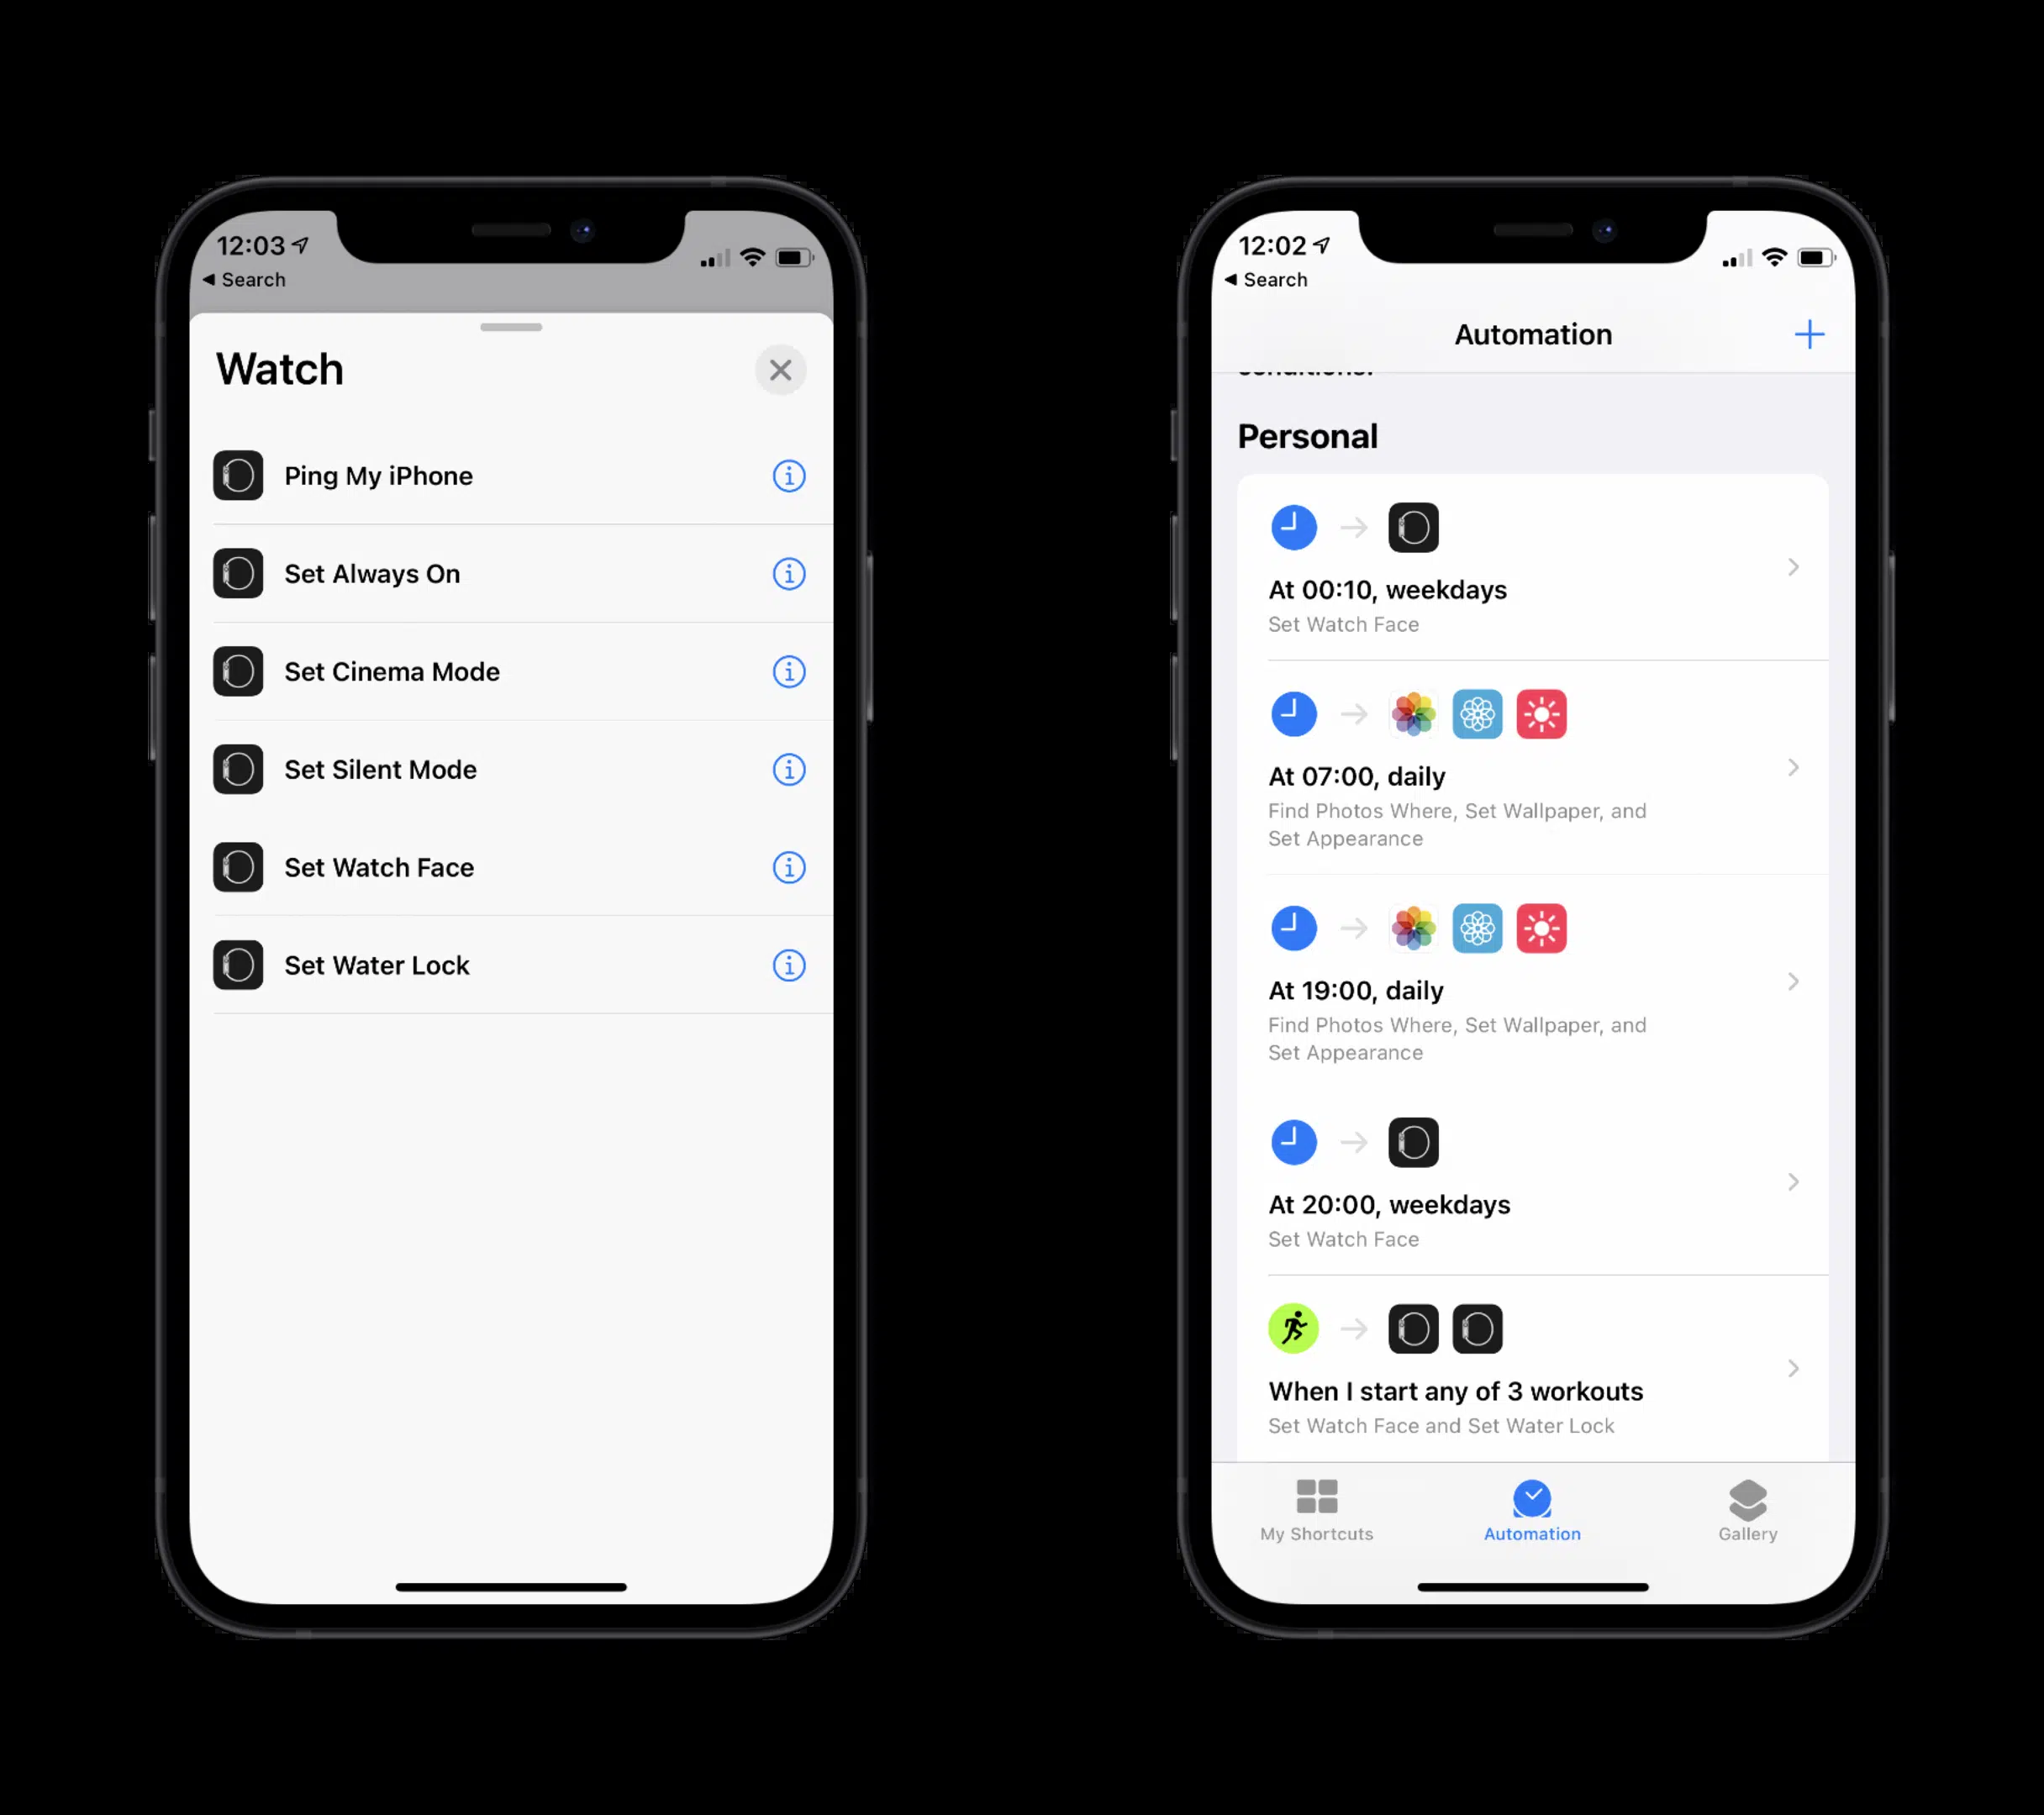 12:03
Search
Watch
Ping My iPhone
Set Always On
Set Cinema Mode
Set Silent Mode
Set Watch Face
Set Water Lock
12:02
Search
Automation
conditions.
Personal
At 00:10, weekdays
Set Watch Face
At 07:00, daily
Find Photos Where, Set Wallpaper, and
Set Appearance
At 19:00, daily
Find Photos Where, Set Wallpaper, and
Set Appearance
At 20:00, weekdays
Set Watch Face
When I start any of 3 workouts
Set Watch Face and Set Water Lock
My Shortcuts
Automation
Gallery